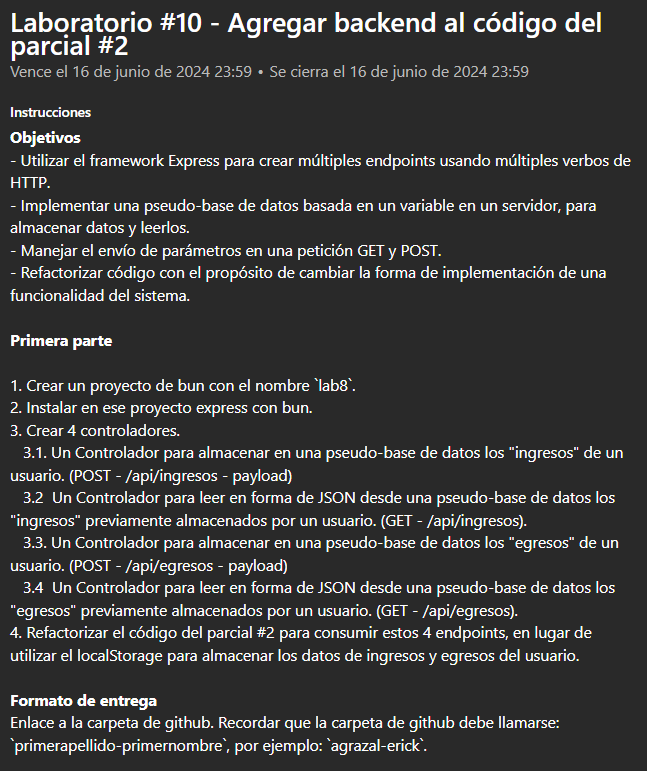 Laboratorio #10 - Agregar backend al código del
parcial #2
Vence el 16 de junio de 2024 23:59 • Se cierra el 16 de junio de 2024 23:59
Instrucciones
Objetivos
- Utilizar el framework Express para crear múltiples endpoints usando múltiples verbos de
HTTP.
- Implementar una pseudo-base de datos basada en un variable en un servidor, para
almacenar datos y leerlos.
- Manejar el envío de parámetros en una petición GET y POST.
- Refactorizar código con el propósito de cambiar la forma de implementación de una
funcionalidad del sistema.
Primera parte
1. Crear un proyecto de bun con el nombre `lab8`.
2. Instalar en ese proyecto express con bun.
3. Crear 4 controladores.
3.1. Un Controlador para almacenar en una pseudo-base de datos los "ingresos" de un
usuario. (POST - /api/ingresos - payload)
3.2 Un Controlador para leer en forma de JSON desde una pseudo-base de datos los
"ingresos" previamente almacenados por un usuario. (GET - /api/ingresos).
3.3. Un Controlador para almacenar en una pseudo-base de datos los "egresos" de un
usuario. (POST - /api/egresos - payload)
3.4 Un Controlador para leer en forma de JSON desde una pseudo-base de datos los
"egresos" previamente almacenados por un usuario. (GET - /api/egresos).
4. Refactorizar el código del parcial #2 para consumir estos 4 endpoints, en lugar de
utilizar el localStorage para almacenar los datos de ingresos y egresos del usuario.
Formato de entrega
Enlace a la carpeta de github. Recordar que la carpeta de github debe llamarse:
`primerapellido-primernombre`, por ejemplo: `agrazal-erick`.